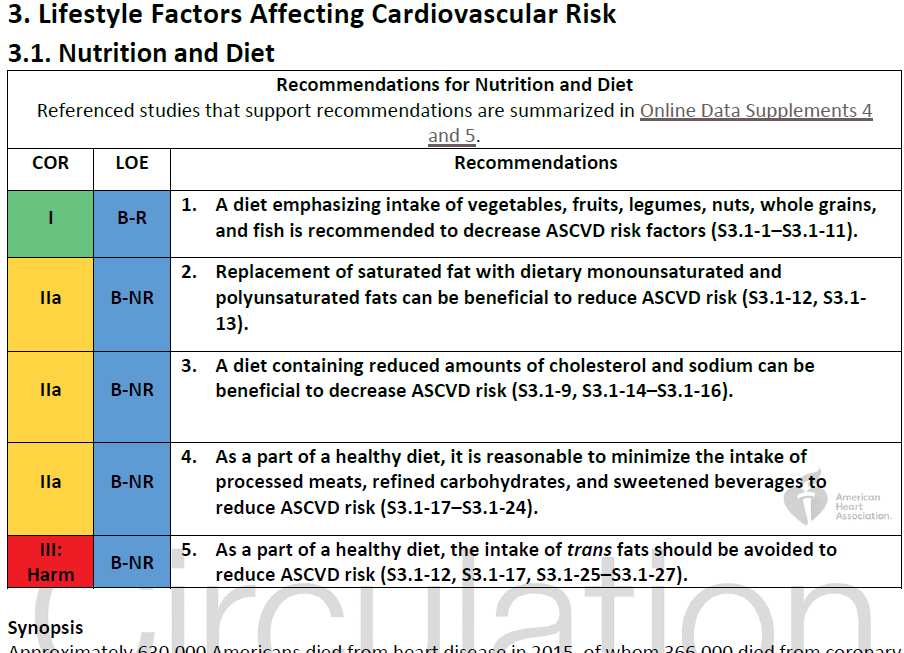 3. Lifestyle Factors Affecting Cardiovascular Risk
3.1. Nutrition and Diet
Recommendations for Nutrition and Diet
Referenced studies that support recommendations are summarized in Online Data Supplements 4
and 5.
COR LOE Recommendations
I B-R 1. A diet emphasizing intake of vegetables, fruits, legumes, nuts, whole grains,
and fish is recommended to decrease ASCVD risk factors (S3.1-1–S3.1-11).
IIa B-NR 2. Replacement of saturated fat with dietary monounsaturated and
polyunsaturated fats can be beneficial to reduce ASCVD risk (S3.1-12, S3.1-
13).
IIa B-NR 3. A diet containing reduced amounts of cholesterol and sodium can be
beneficial to decrease ASCVD risk (S3.1-9, S3.1-14–S3.1-16).
IIa B-NR 4. As a part of a healthy diet, it is reasonable to minimize the intake of
processed meats, refined carbohydrates, and sweetened beverages to
reduce ASCVD risk (S3.1-17–S3.1-24).
American
Heart
Association.
III:
Harm B-NR 5. As a part of a healthy diet, the intake of trans fats should be avoided to
reduce ASCVD risk (S3.1-12, S3.1-17, S3.1-25–S3.1-27).
Circulation
Synopsis
Approximately 630,000 Americans died from heart disease in 2015, of whom 366,000 died from coronary